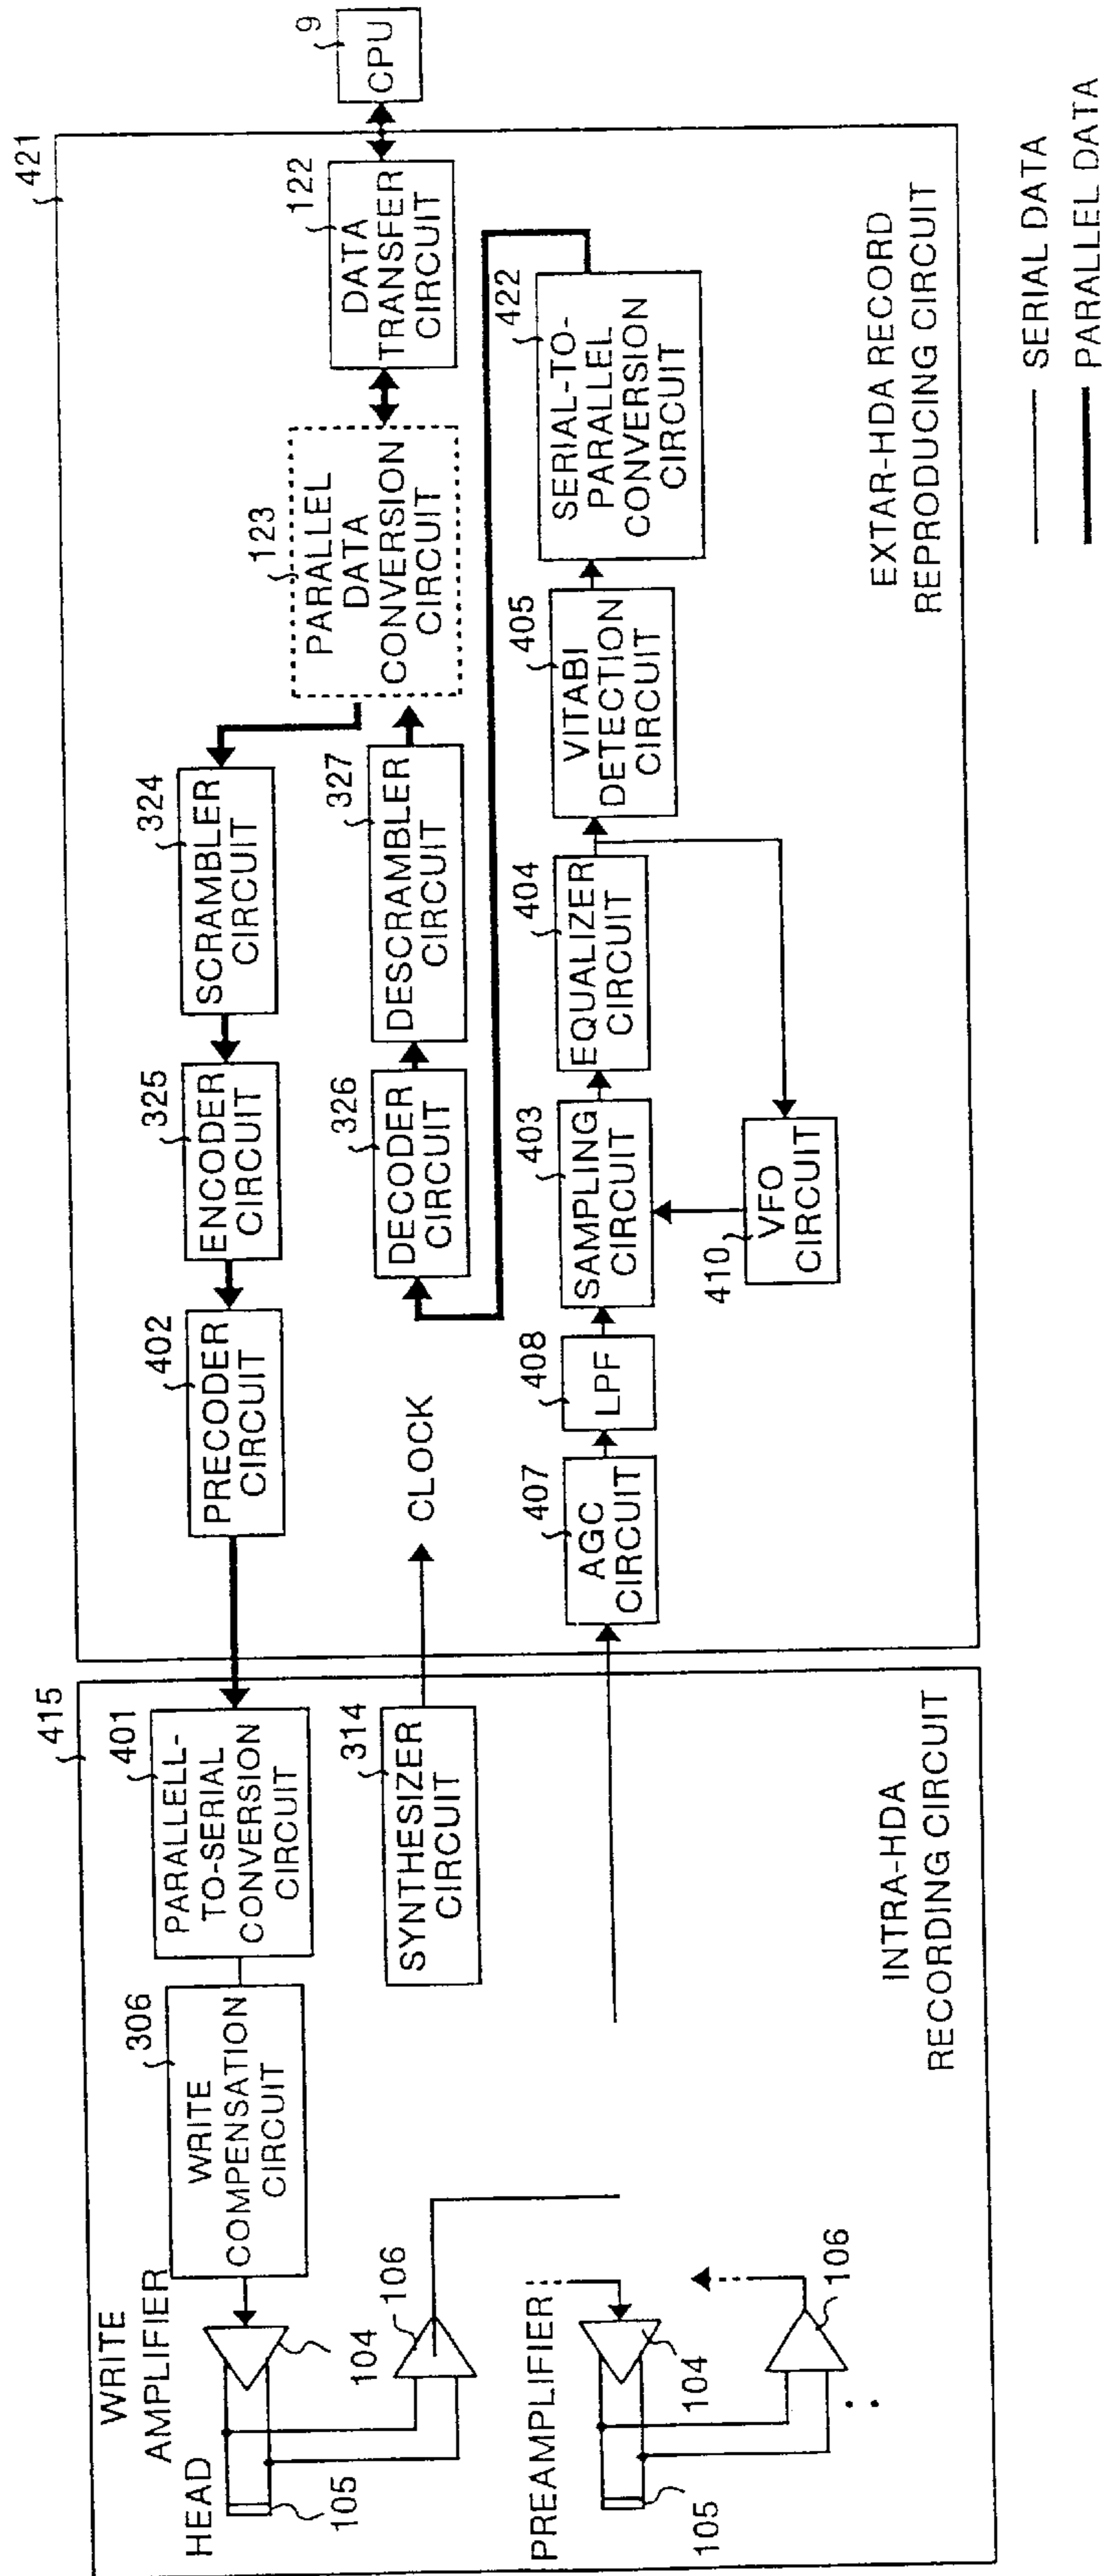 WRITE
AMPLIFIER
HEAD
105
104
106
PREAMPLIFIER
105
104
106
306
WRITE
COMPENSATION
CIRCUIT
401
PARALLELL-
TO-SERIAL
CONVERSION
CIRCUIT
415
314
SYNTHESIZER
CIRCUIT
INTRA-HDA
RECORDING CIRCUIT
402
PRECODER
CIRCUIT
325
ENCODER
CIRCUIT
324
SCRAMBLER
CIRCUIT
123
PARALLEL
DATA
CONVERSION
CIRCUIT
122
DATA
TRANSFER
CIRCUIT
421
9
CPU
CLOCK
326
DECODER
CIRCUIT
327
DESCRAMBLER
CIRCUIT
407
AGC
CIRCUIT
408
LPF
403
SAMPLING
CIRCUIT
404
EQUALIZER
CIRCUIT
405
VITABI
DETECTION
CIRCUIT
422
SERIAL-TO-
PARALLEL
CONVERSION
CIRCUIT
410
VFO
CIRCUIT
EXTAR-HDA RECORD
REPRODUCING CIRCUIT
SERIAL DATA
PARALLEL DATA